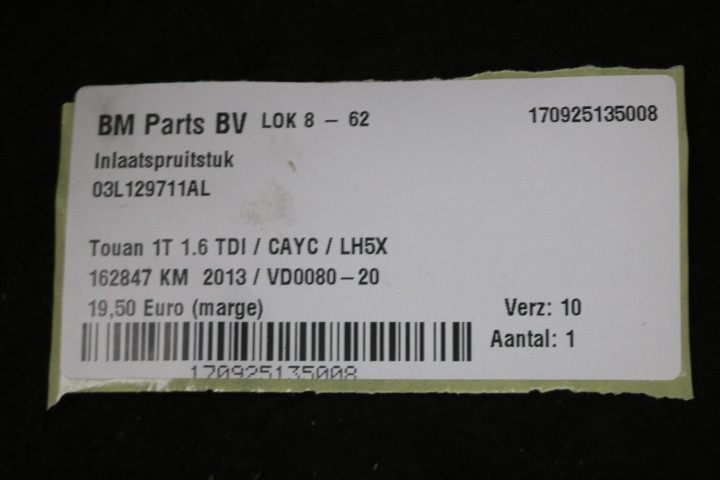 BM Parts BV LOK 8 - 62 170925135008
Inlaatspruitstuk
03L129711AL
Touan 1T 1.6 TDI / CAYC / LH5X
162847 KM 2013 / VD0080-20
19,50 Euro (marge) Verz: 10
Aantal: 1
170925135008